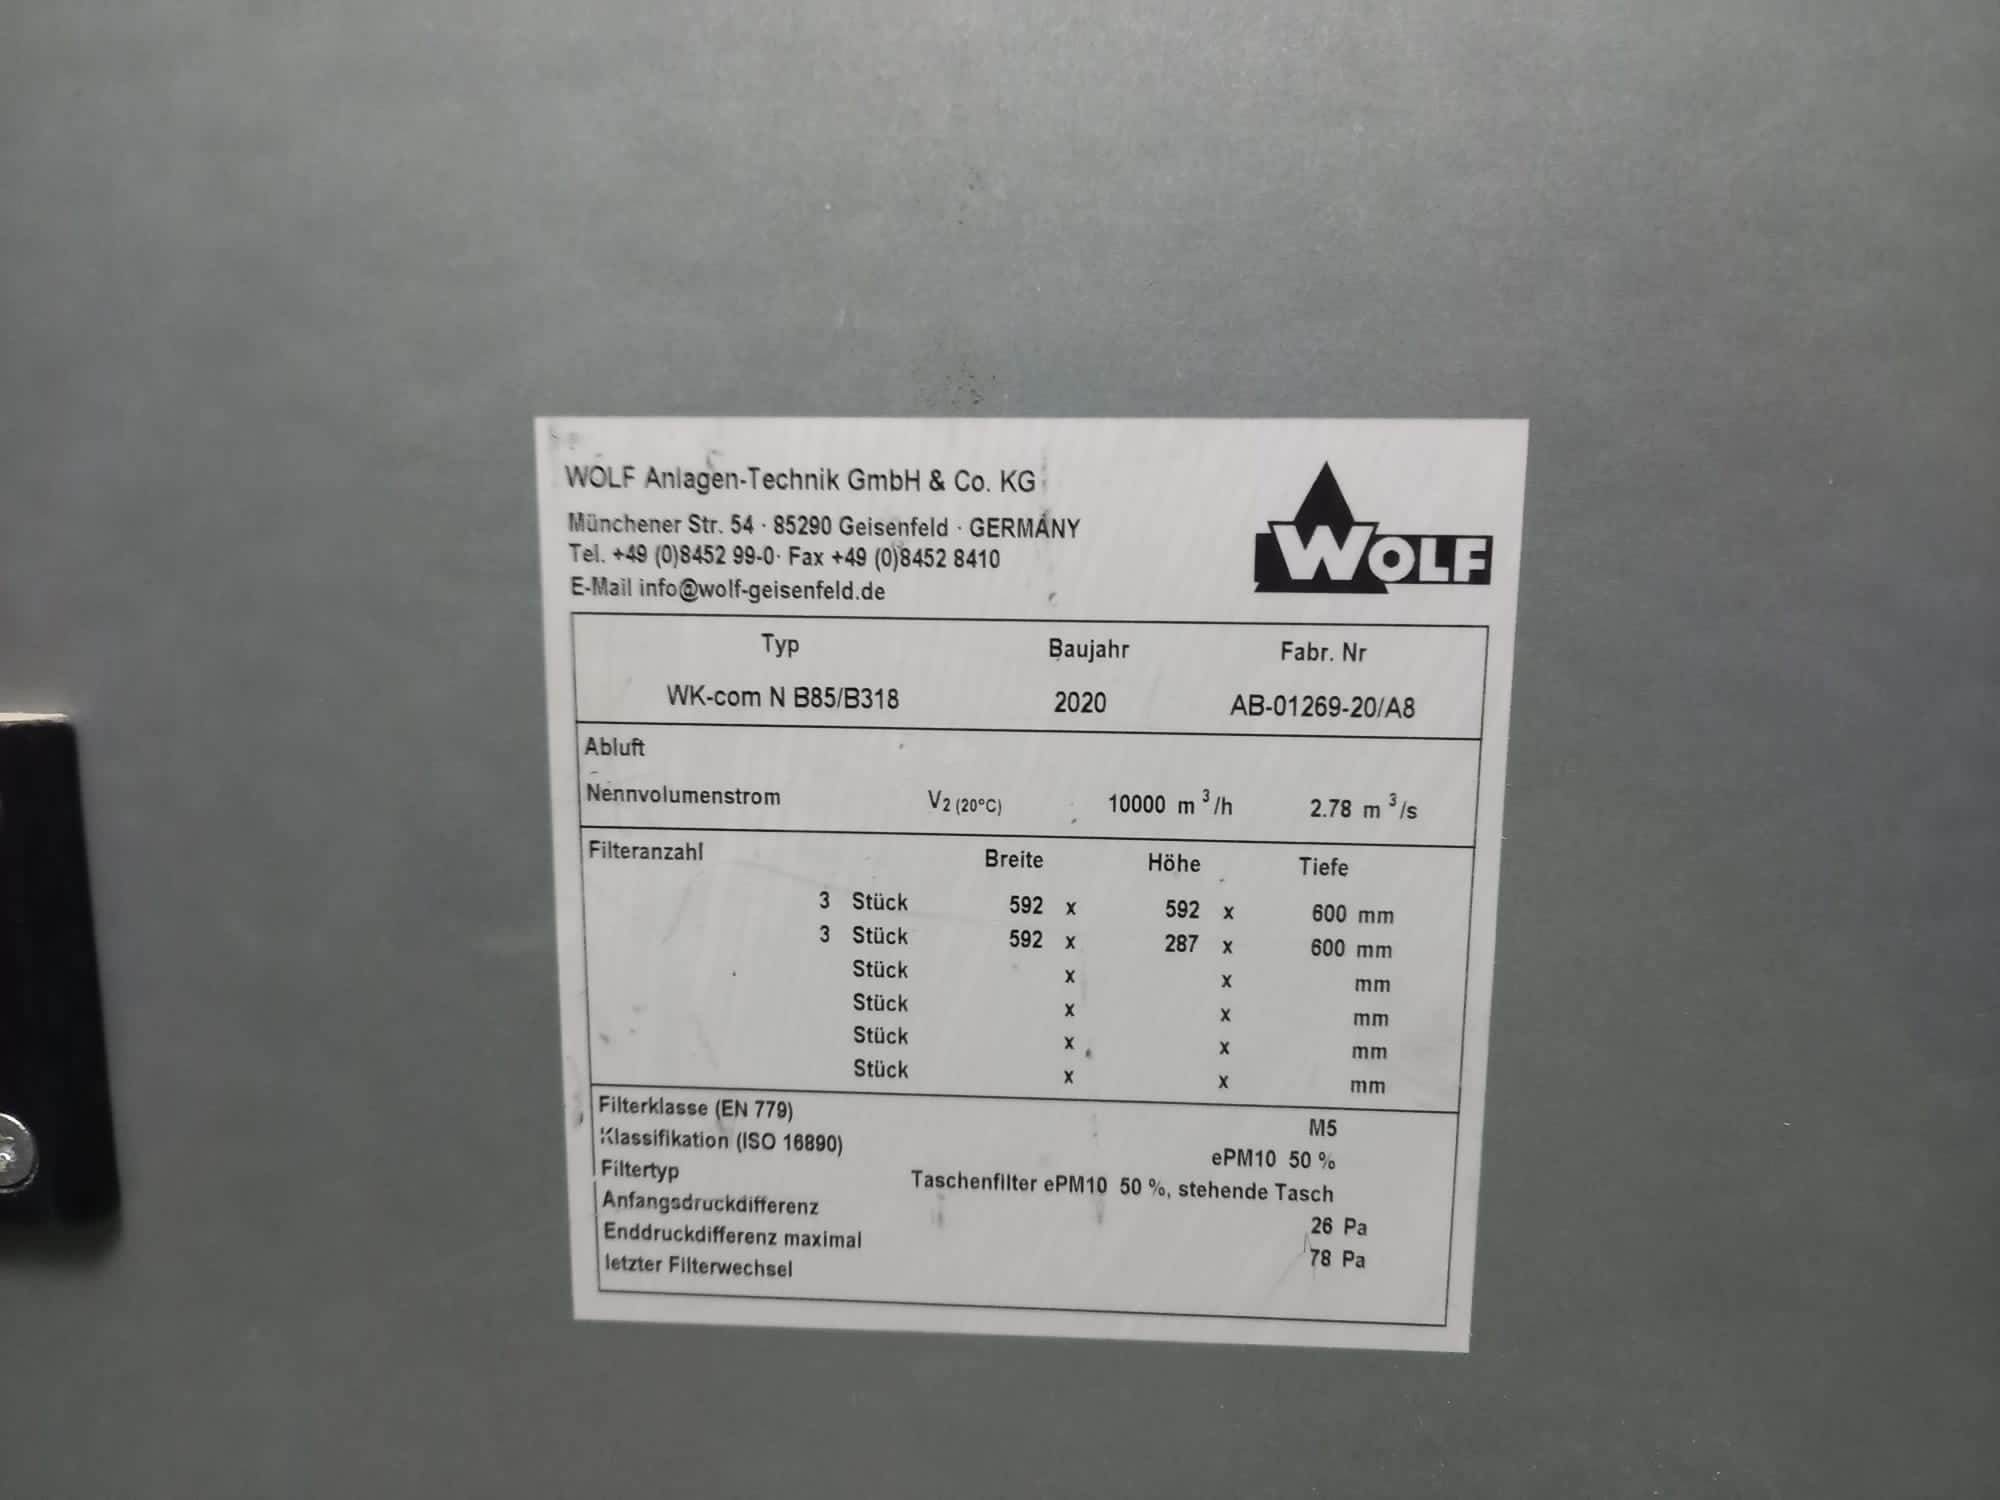 WOLF Anlagen-Technik GmbH & Co. KG
Münchener Str. 54 · 85290 Geisenfeld · GERMANY
Tel. +49 (0)8452 99-0· Fax +49 (0)8452 8410
E-Mail info@wolf-geisenfeld.de
WOLF
Typ Baujahr Fabr. Nr
WK-com N B85/B318 2020 AB-01269-20/A8
Abluft
Nennvolumenstrom V2 (20°C) 10000 m³/h 2.78 m³/s
Filteranzahl Breite Höhe Tiefe
3 Stück 592 x 592 x 600 mm
3 Stück 592 x 287 x 600 mm
Stück x x mm
Stück x x mm
Stück x x mm
Stück x x mm
Filterklasse (EN 779) M5
Klassifikation (ISO 16890) ePM10 50 %
Filtertyp Taschenfilter ePM10 50 %, stehende Tasch
Anfangsdruckdifferenz 26 Pa
Enddruckdifferenz maximal 78 Pa
letzter Filterwechsel